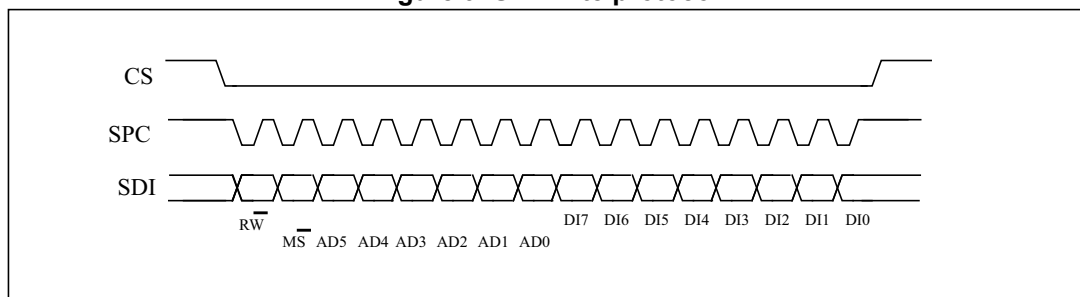 CS
SPC
SDI
RW
DI7 DI6 DI5 DI4 DI3 DI2 DI1 DI0
MS AD5 AD4 AD3 AD2 AD1 AD0